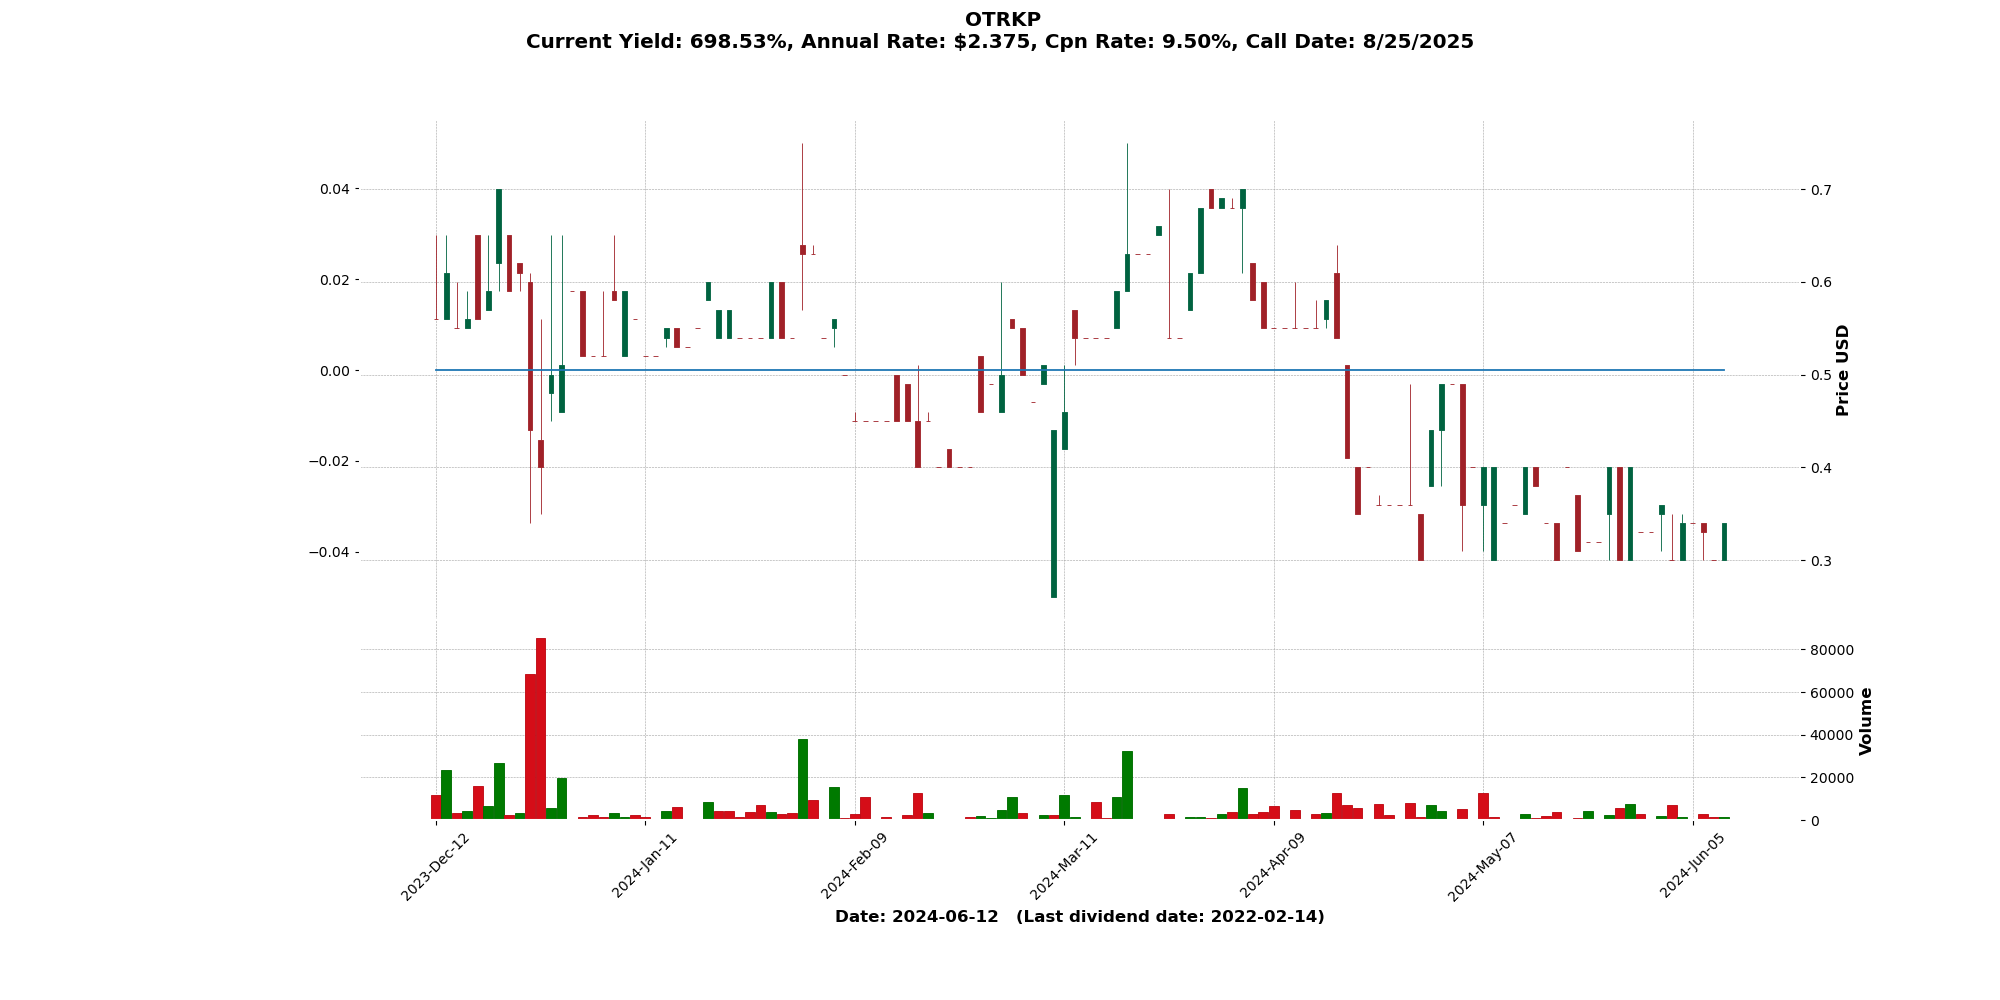 OTRKP
Current Yield: 698.53%, Annual Rate: $2.375, Cpn Rate: 9.50%, Call Date: 8/25/2025
0.04
0.02
0.00
−0.02
−0.04
0.7
0.6
0.5
0.4
0.3
Price USD
80000
60000
40000
20000
0
Volume
2023-Dec-12
2024-Jan-11
2024-Feb-09
2024-Mar-11
2024-Apr-09
2024-May-07
2024-Jun-05
Date: 2024-06-12   (Last dividend date: 2022-02-14)